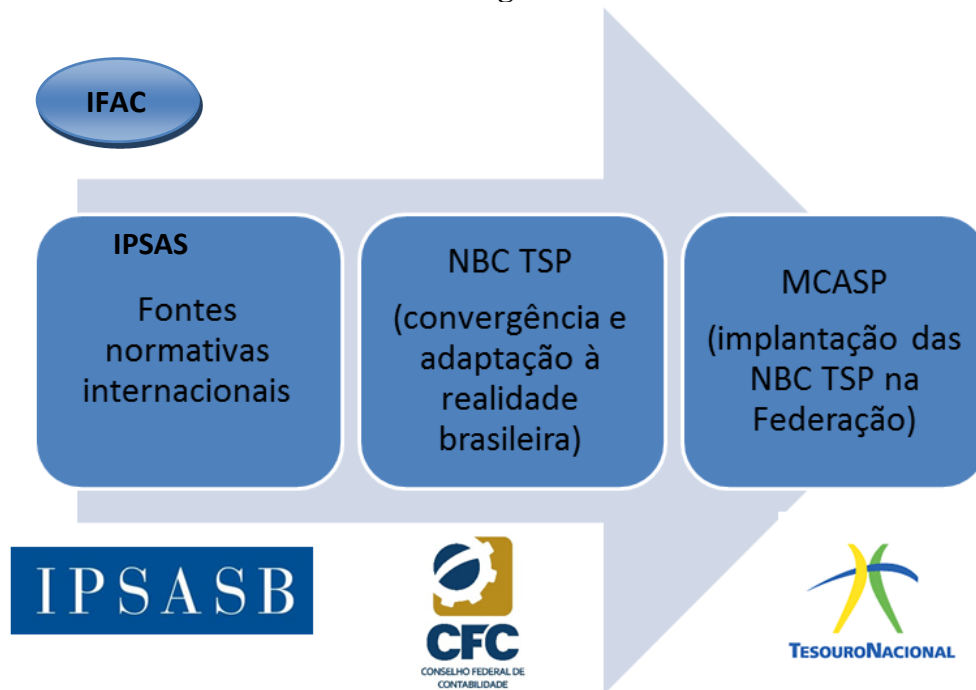 IFAC
IPSAS
Fontes
normativas
internacionais
NBC TSP
(convergência e
adaptação à
realidade
brasileira)
MCASP
(implantação das
NBC TSP na
Federação)
IPSASB
CFC
CONSELHO FEDERAL DE
CONTABILIDADE
TESOURONACIONAL